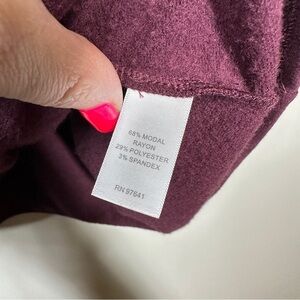 68% MODAL
RAYON
29% POLYESTER
3% SPANDEX
RN 97641